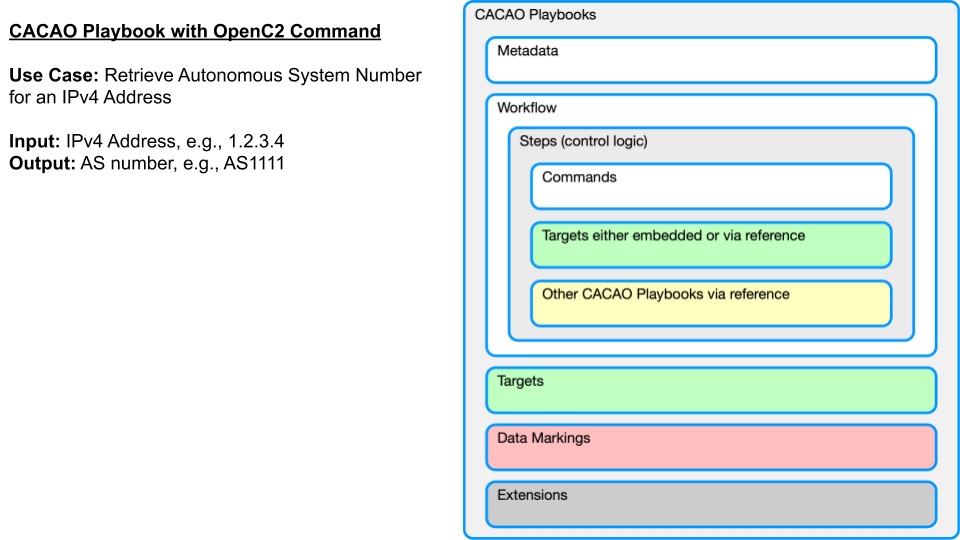 CACAO Playbook with OpenC2 Command
Use Case: Retrieve Autonomous System Number
for an IPv4 Address
Input: IPv4 Address, e.g., 1.2.3.4
Output: AS number, e.g., AS1111
CACAO Playbooks
Metadata
Workflow
Steps (control logic)
Commands
Targets either embedded or via reference
Other CACAO Playbooks via reference
Targets
Data Markings
Extensions